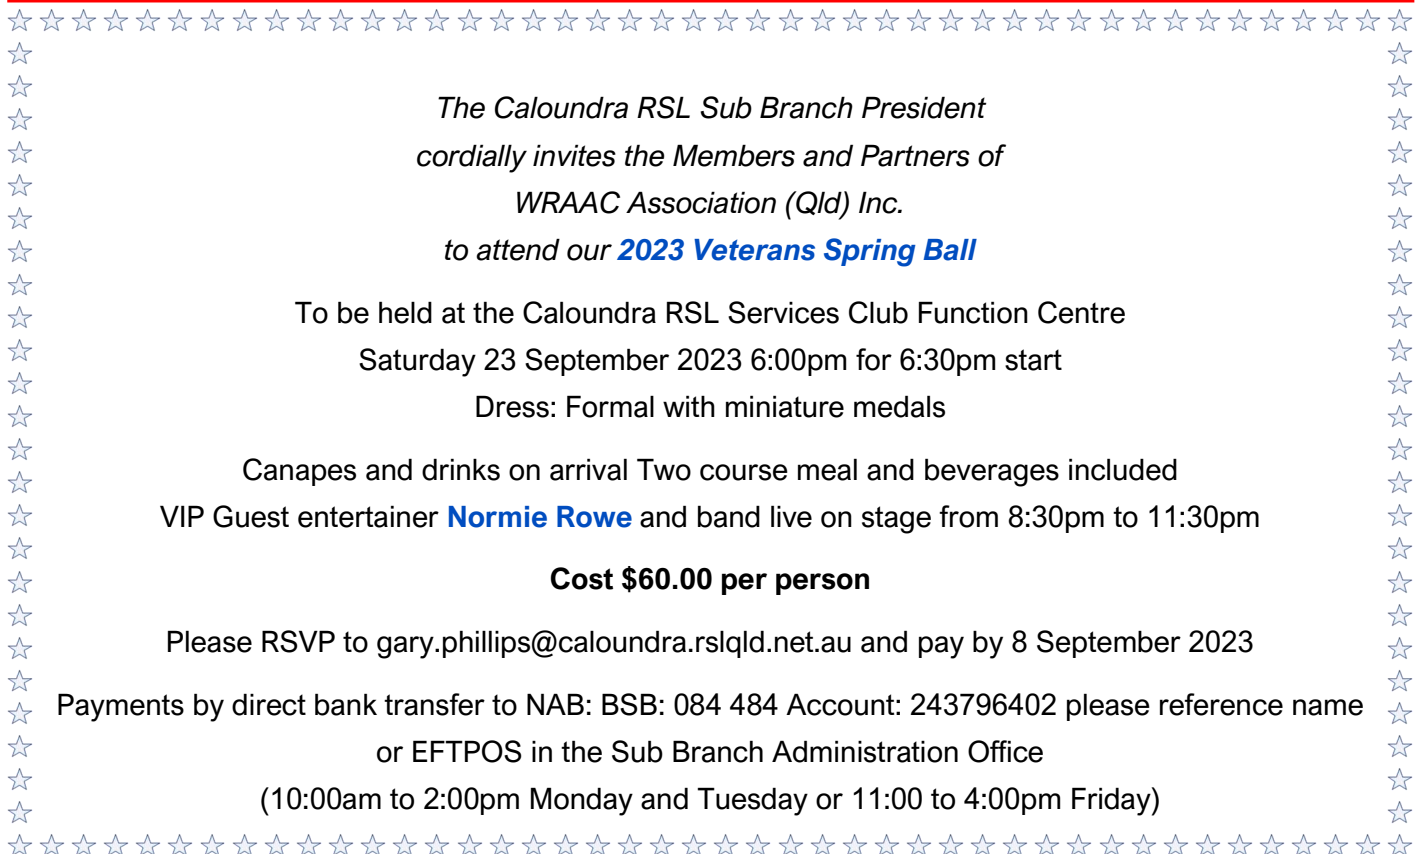 The Caloundra RSL Sub Branch President
cordially invites the Members and Partners of
WRAAC Association (Qld) Inc.
to attend our 2023 Veterans Spring Ball
To be held at the Caloundra RSL Services Club Function Centre
Saturday 23 September 2023 6:00pm for 6:30pm start
Dress: Formal with miniature medals
Canapes and drinks on arrival Two course meal and beverages included
VIP Guest entertainer Normie Rowe and band live on stage from 8:30pm to 11:30pm
Cost $60.00 per person
Please RSVP to gary.phillips@caloundra.rslqld.net.au and pay by 8 September 2023
Payments by direct bank transfer to NAB: BSB: 084 484 Account: 243796402 please reference name
or EFTPOS in the Sub Branch Administration Office
(10:00am to 2:00pm Monday and Tuesday or 11:00 to 4:00pm Friday)